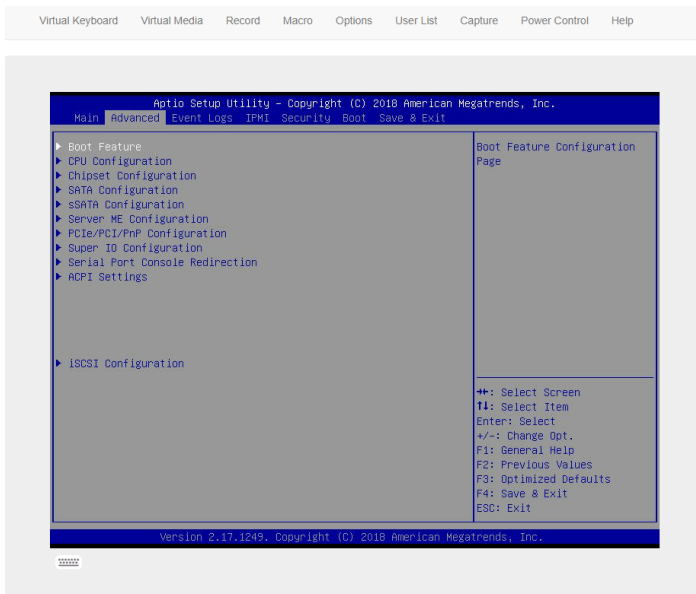 Virtual Keyboard Virtual Media Record Macro Options User List Capture Power Control Help
Aptio Setup Utility - Copyright (C) 2018 American Megatrends, Inc.
Main Advanced Event Logs IPMI Security Boot Save & Exit
Boot Feature
CPU Configuration
Chipset Configuration
SATA Configuration
sSATA Configuration
Server ME Configuration
PCIe/PCI/PnP Configuration
Super IO Configuration
Serial Port Console Redirection
ACPI Settings
iSCSI Configuration
Boot Feature Configuration
Page
→←: Select Screen
↑↓: Select Item
Enter: Select
+/-: Change Opt.
F1: General Help
F2: Previous Values
F3: Optimized Defaults
F4: Save & Exit
ESC: Exit
Version 2.17.1249. Copyright (C) 2018 American Megatrends, Inc.